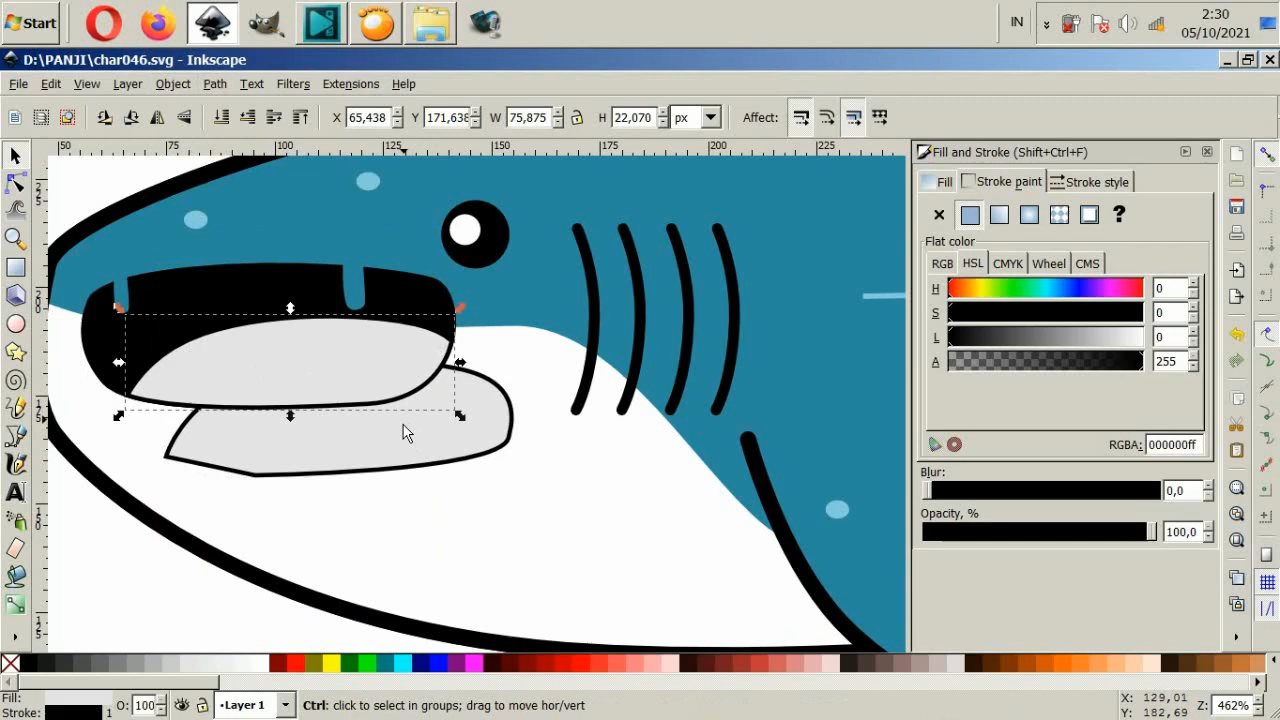 Start
IN
2:30
05/10/2021
D:\PANJI\char046.svg - Inkscape
File Edit View Layer Object Path Text Filters Extensions Help
X 65,438 Y 171,638 W 75,875 H 22,070 px Affect:
50 75 100 125 150 175 200 225
Fill and Stroke (Shift+Ctrl+F)
Fill Stroke paint Stroke style
?
Flat color
RGB HSL CMYK Wheel CMS
H 0
S 0
L 0
A 255
RGBA: 000000ff
Blur:
0,0
Opacity, %
100,0
Fill:
Stroke: 1
O: 100
•Layer 1
Ctrl: click to select in groups; drag to move hor/vert
X: 129,01
Y: 182,69
Z: 462%